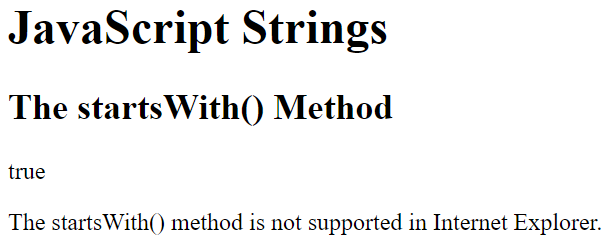 JavaScript Strings
The startsWith() Method
true
The startsWith() method is not supported in Internet Explorer.